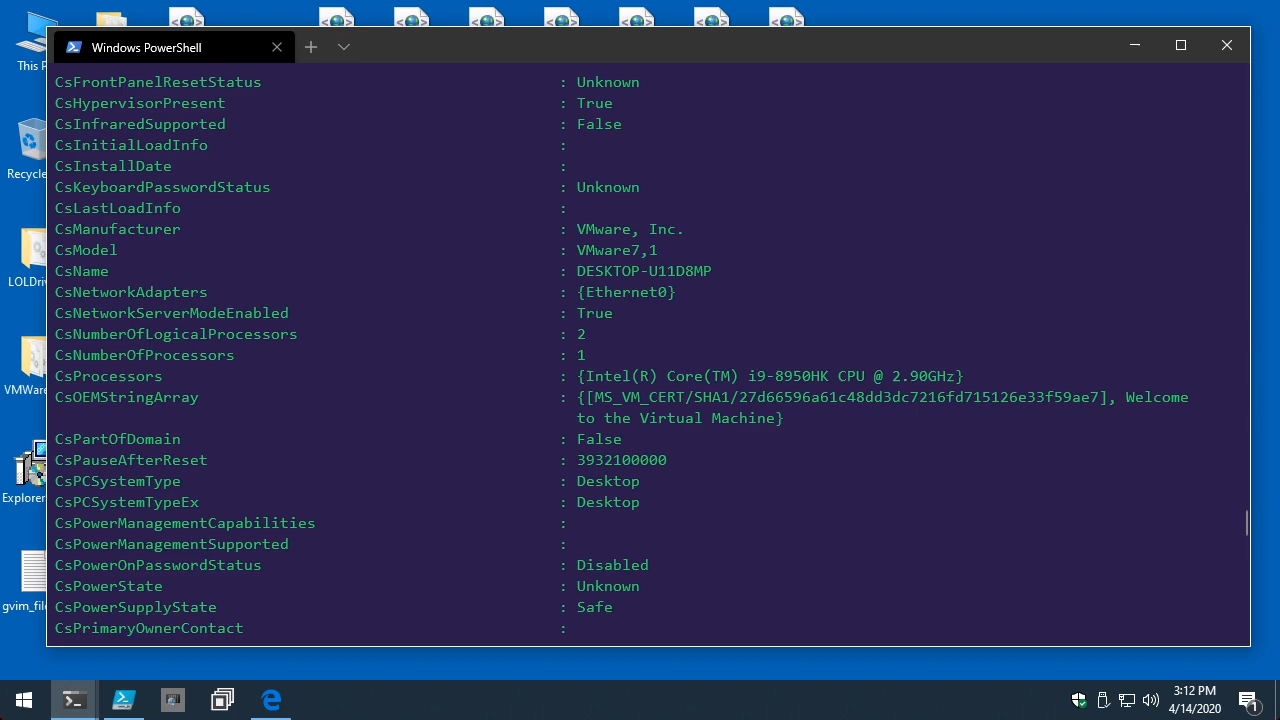 Windows PowerShell
CsFrontPanelResetStatus : Unknown
CsHypervisorPresent : True
CsInfraredSupported : False
CsInitialLoadInfo :
CsInstallDate :
CsKeyboardPasswordStatus : Unknown
CsLastLoadInfo :
CsManufacturer : VMware, Inc.
CsModel : VMware7,1
CsName : DESKTOP-U11D8MP
CsNetworkAdapters : {Ethernet0}
CsNetworkServerModeEnabled : True
CsNumberOfLogicalProcessors : 2
CsNumberOfProcessors : 1
CsProcessors : {Intel(R) Core(TM) i9-8950HK CPU @ 2.90GHz}
CsOEMStringArray : {[MS_VM_CERT/SHA1/27d66596a61c48dd3dc7216fd715126e33f59ae7], Welcome
to the Virtual Machine}
CsPartOfDomain : False
CsPauseAfterReset : 3932100000
CsPCSystemType : Desktop
CsPCSystemTypeEx : Desktop
CsPowerManagementCapabilities :
CsPowerManagementSupported :
CsPowerOnPasswordStatus : Disabled
CsPowerState : Unknown
CsPowerSupplyState : Safe
CsPrimaryOwnerContact :
This P
Recycle
LOLDriv
VMWare
Explorer
gvim_file
3:12 PM
4/14/2020
1